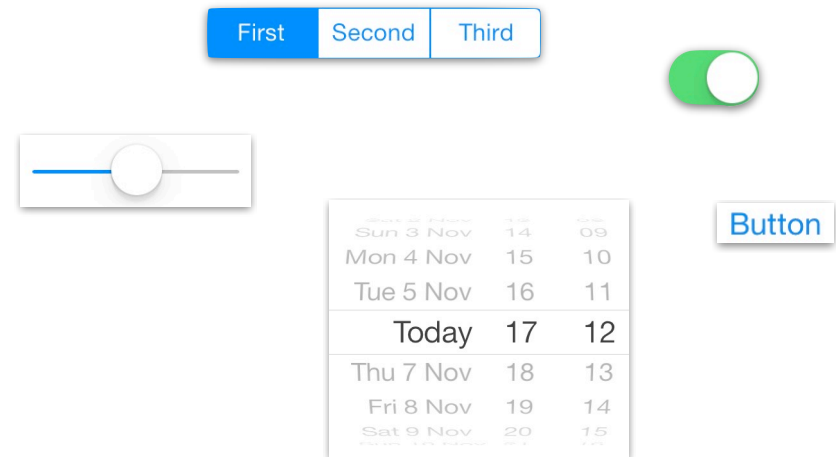 First Second Third
Button
Sun 3 Nov 14 09
Mon 4 Nov 15 10
Tue 5 Nov 16 11
Today 17 12
Thu 7 Nov 18 13
Fri 8 Nov 19 14
Sat 9 Nov 20 15